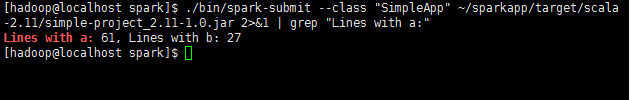 [hadoop@localhost spark]$ ./bin/spark-submit --class "SimpleApp" ~/sparkapp/target/scala
-2.11/simple-project_2.11-1.0.jar 2>&1 | grep "Lines with a:"
Lines with a: 61, Lines with b: 27
[hadoop@localhost spark]$